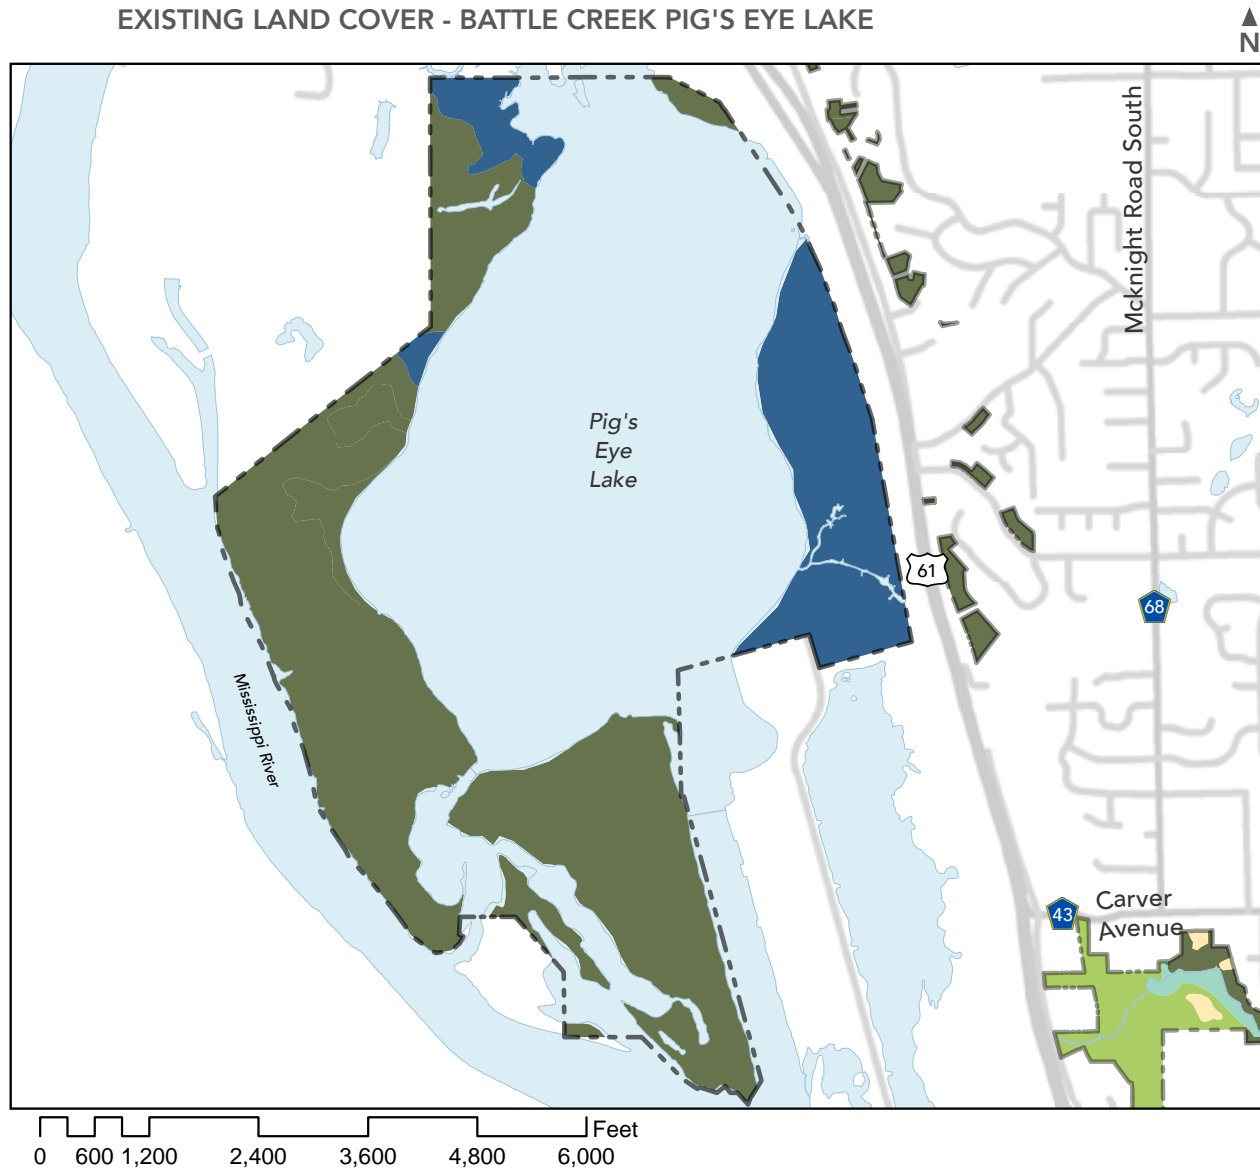 EXISTING LAND COVER - BATTLE CREEK PIG'S EYE LAKE
N
Mcknight Road South
Pig's
Eye
Lake
61
68
Mississippi River
43
Carver
Avenue
Feet
0 600 1,200 2,400 3,600 4,800 6,000